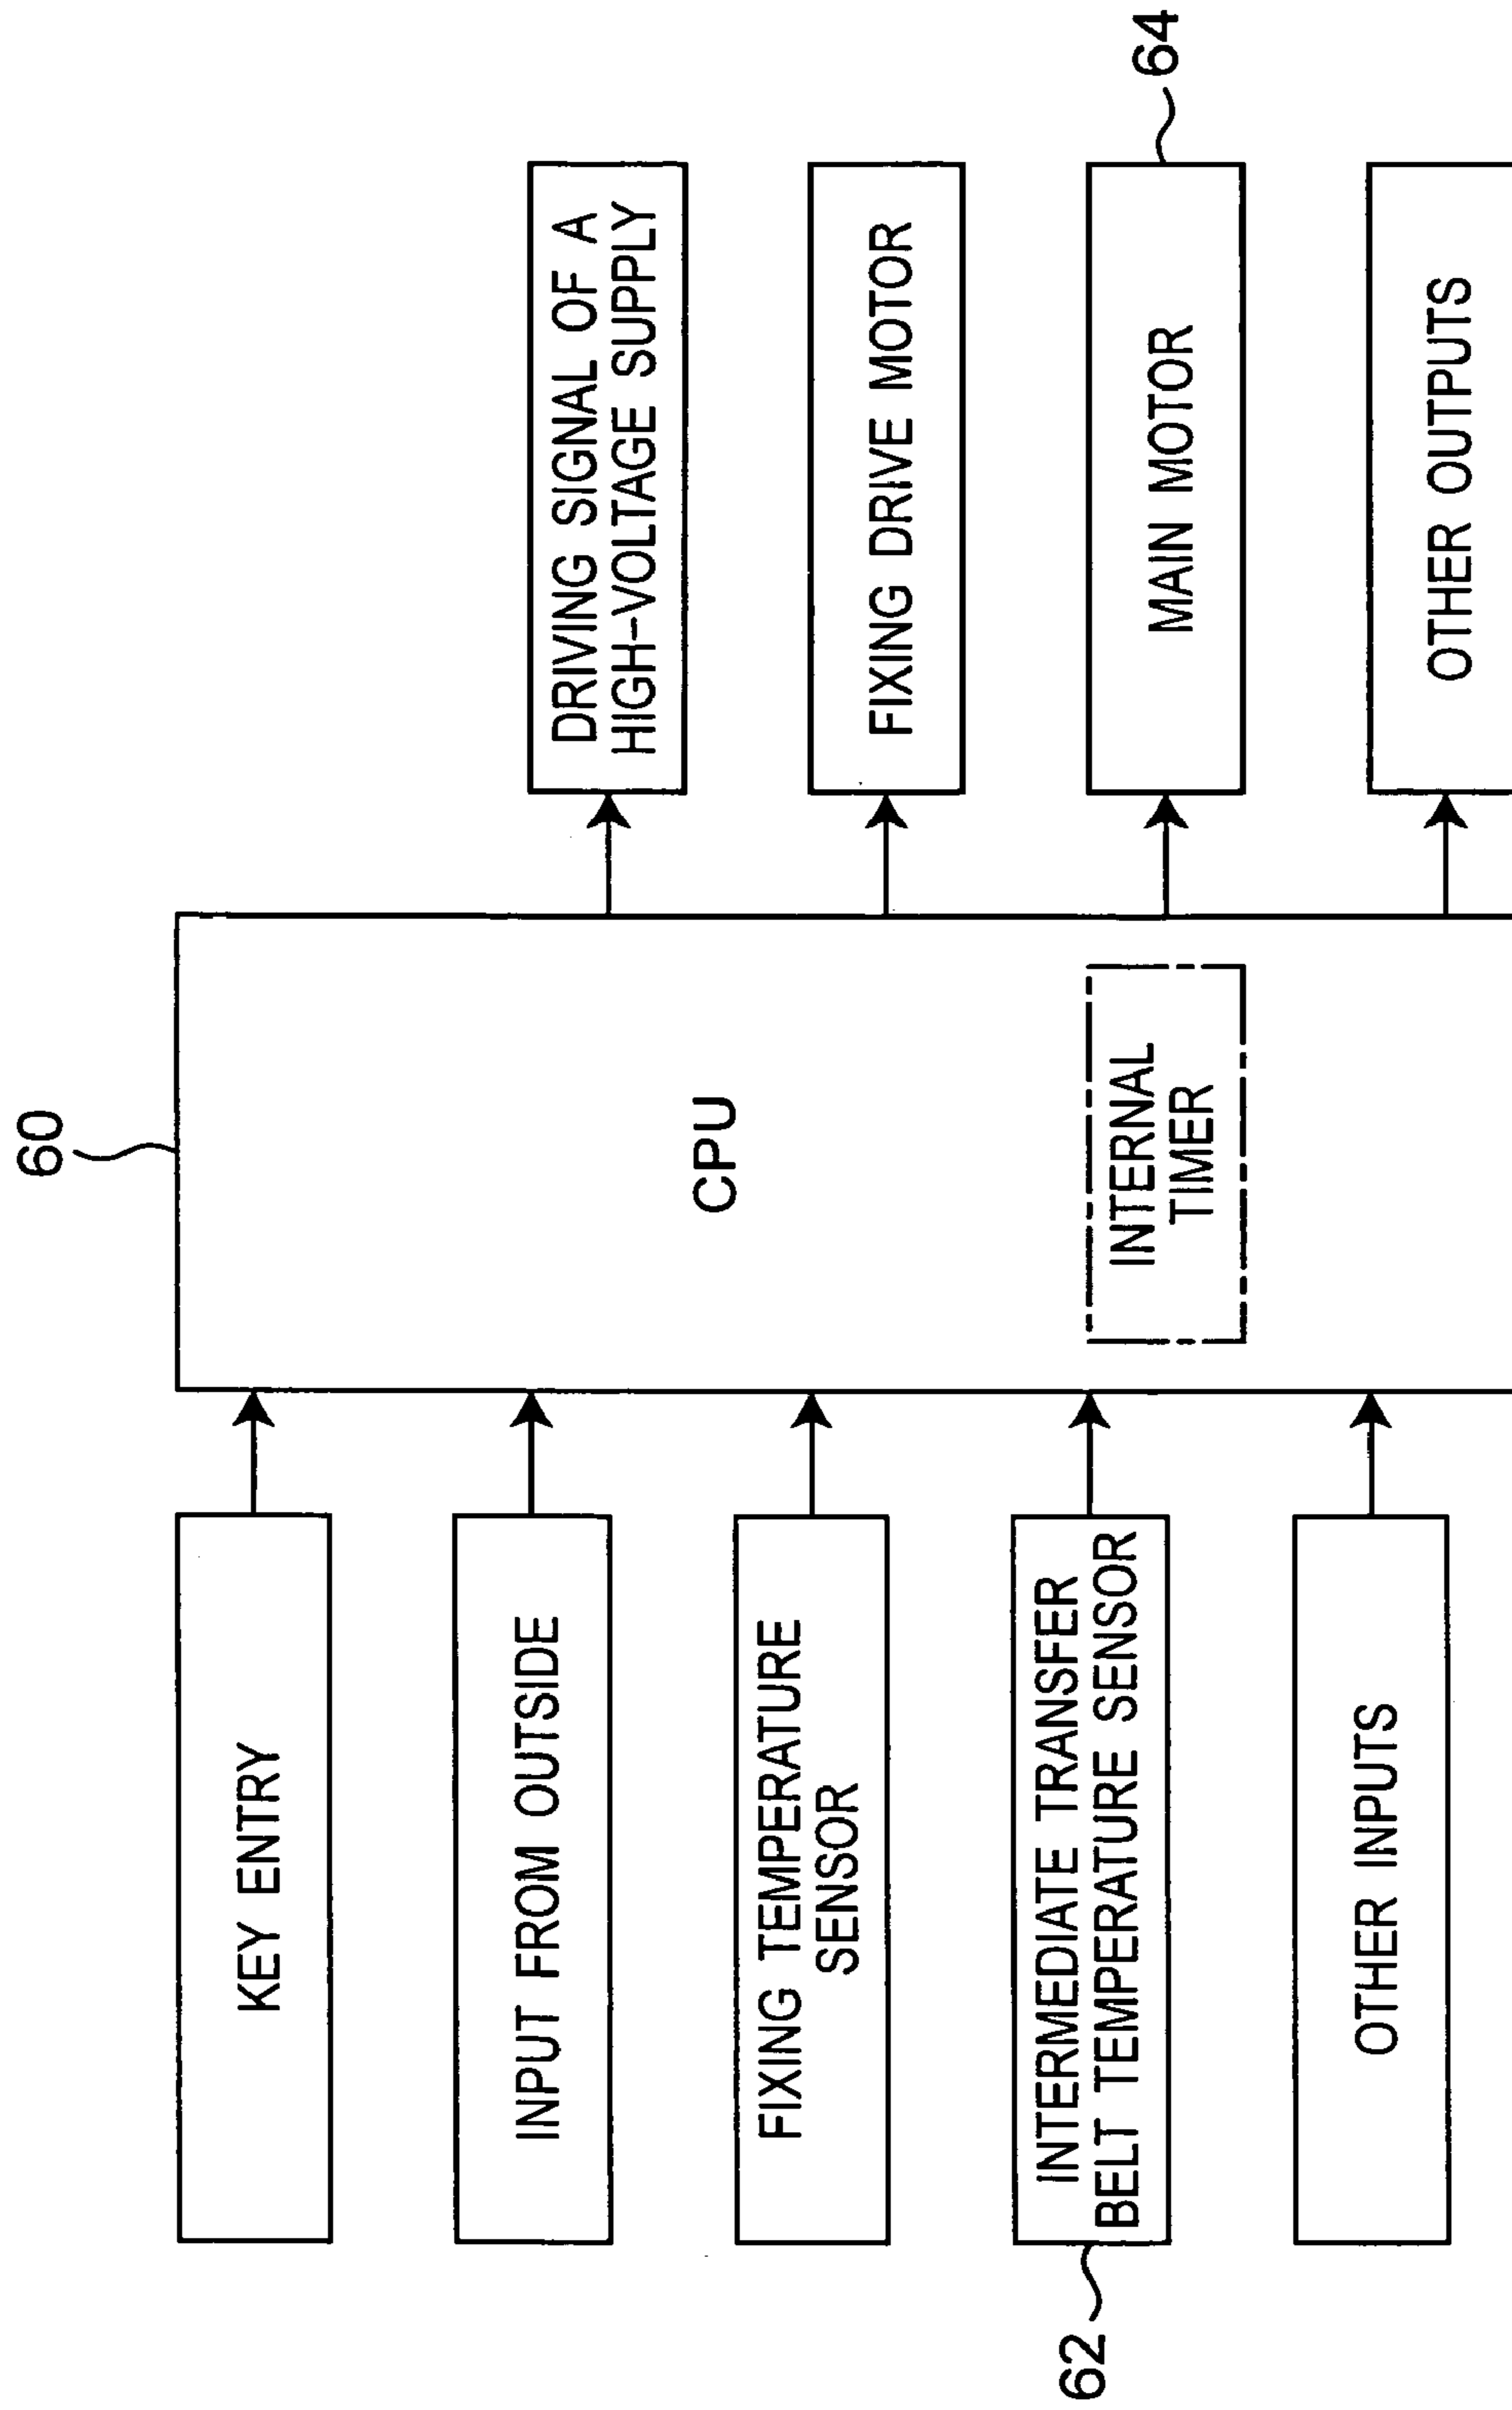 60
KEY ENTRY
INPUT FROM OUTSIDE
FIXING TEMPERATURE
SENSOR
INTERMEDIATE TRANSFER
BELT TEMPERATURE SENSOR
62
OTHER INPUTS
CPU
INTERNAL
TIMER
DRIVING SIGNAL OF A
HIGH-VOLTAGE SUPPLY
FIXING DRIVE MOTOR
MAIN MOTOR
64
OTHER OUTPUTS